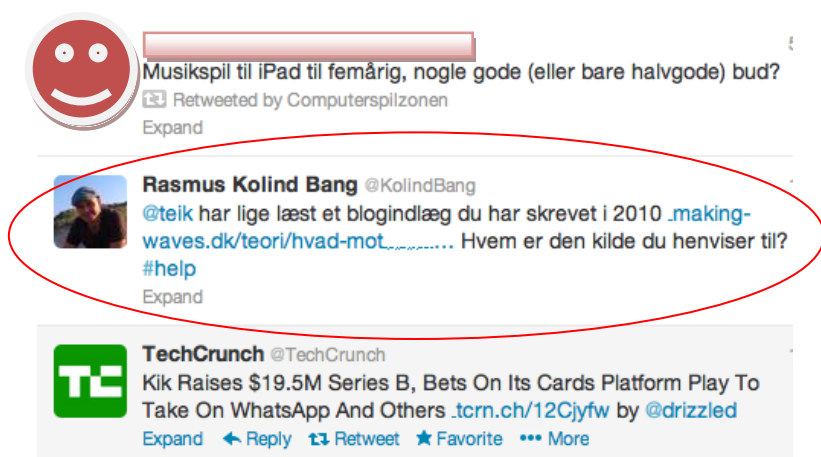 Musikspil til iPad til femårig, nogle gode (eller bare halvgode) bud?
Retweeted by Computerspilzonen
Expand
Rasmus Kolind Bang @KolindBang
@teik har lige læst et blogindlæg du har skrevet i 2010 making-
waves.dk/teori/hvad-mot… Hvem er den kilde du henviser til?
#help
Expand
TC
TechCrunch @TechCrunch
Kik Raises $19.5M Series B, Bets On Its Cards Platform Play To
Take On WhatsApp And Others tcrn.ch/12Cjyfw by @drizzled
Expand Reply Retweet Favorite More